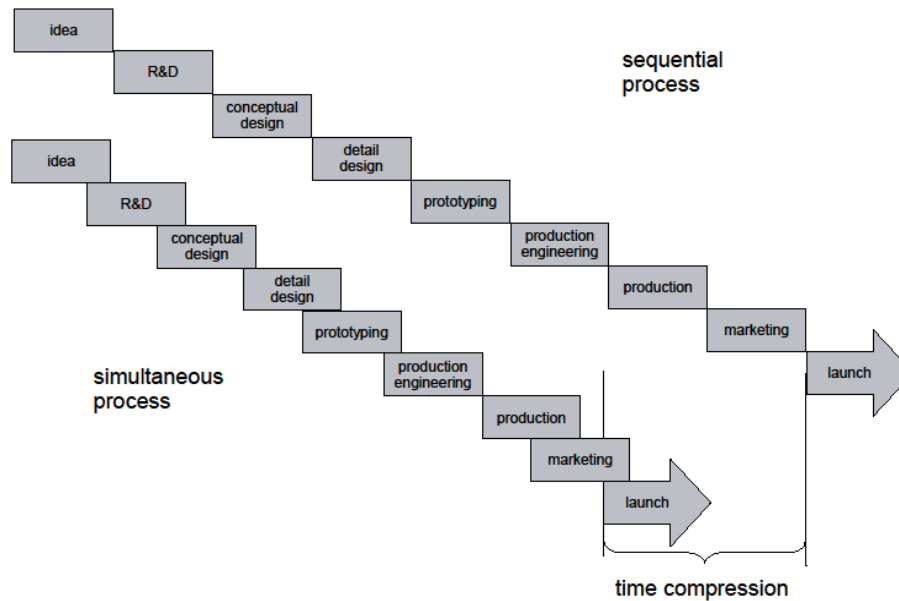 idea
R&D
conceptual
design
detail
design
prototyping
production
engineering
production
marketing
launch
sequential
process
idea
R&D
conceptual
design
detail
design
prototyping
production
engineering
production
marketing
launch
simultaneous
process
time compression